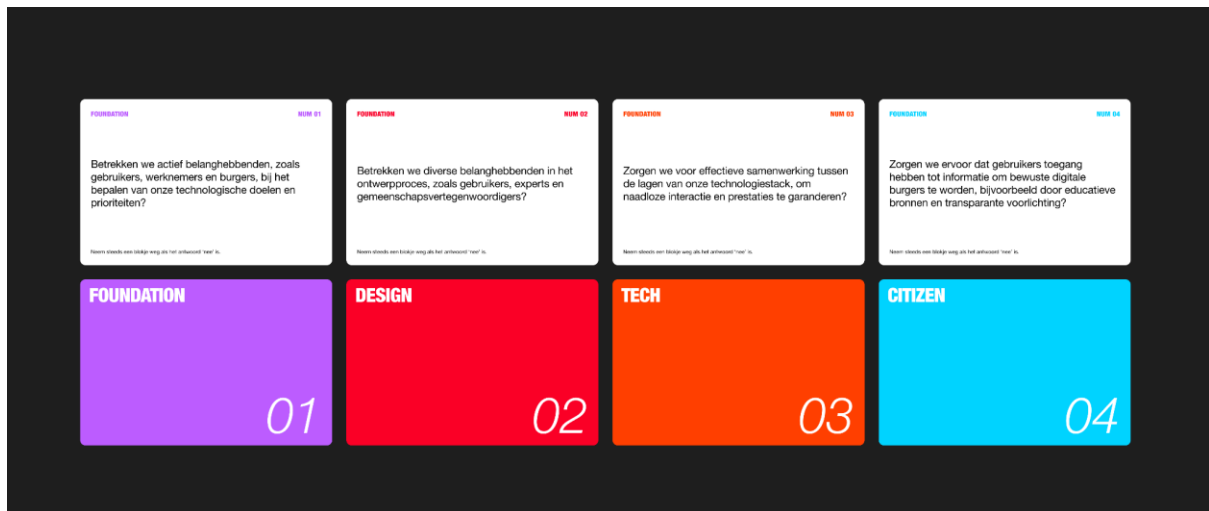 FOUNDATION NUM 01
Betrekken we actief belanghebbenden, zoals
gebruikers, werknemers en burgers, bij het
bepalen van onze technologische doelen en
prioriteiten?
Neem steeds een blokje weg als het antwoord 'nee' is.
FOUNDATION NUM 02
Betrekken we diverse belanghebbenden in het
ontwerpproces, zoals gebruikers, experts en
gemeenschapsvertegenwoordigers?
Neem steeds een blokje weg als het antwoord 'nee' is.
FOUNDATION NUM 03
Zorgen we voor effectieve samenwerking tussen
de lagen van onze technologiestack, om
naadloze interactie en prestaties te garanderen?
Neem steeds een blokje weg als het antwoord 'nee' is.
FOUNDATION NUM 04
Zorgen we ervoor dat gebruikers toegang
hebben tot informatie om bewuste digitale
burgers te worden, bijvoorbeeld door educatieve
bronnen en transparante voorlichting?
Neem steeds een blokje weg als het antwoord 'nee' is.
FOUNDATION
01
DESIGN
02
TECH
03
CITIZEN
04